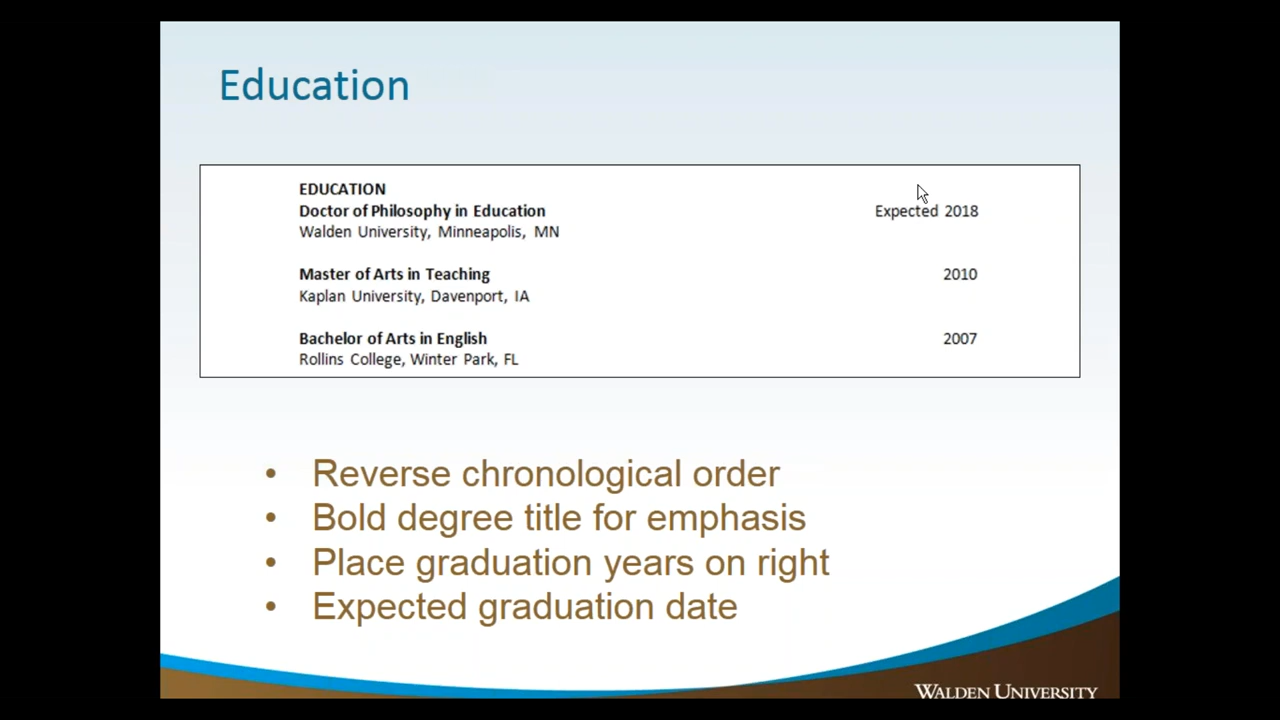 Education
EDUCATION
Doctor of Philosophy in Education Expected 2018
Walden University, Minneapolis, MN
Master of Arts in Teaching 2010
Kaplan University, Davenport, IA
Bachelor of Arts in English 2007
Rollins College, Winter Park, FL
• Reverse chronological order
• Bold degree title for emphasis
• Place graduation years on right
• Expected graduation date
WALDEN UNIVERSITY